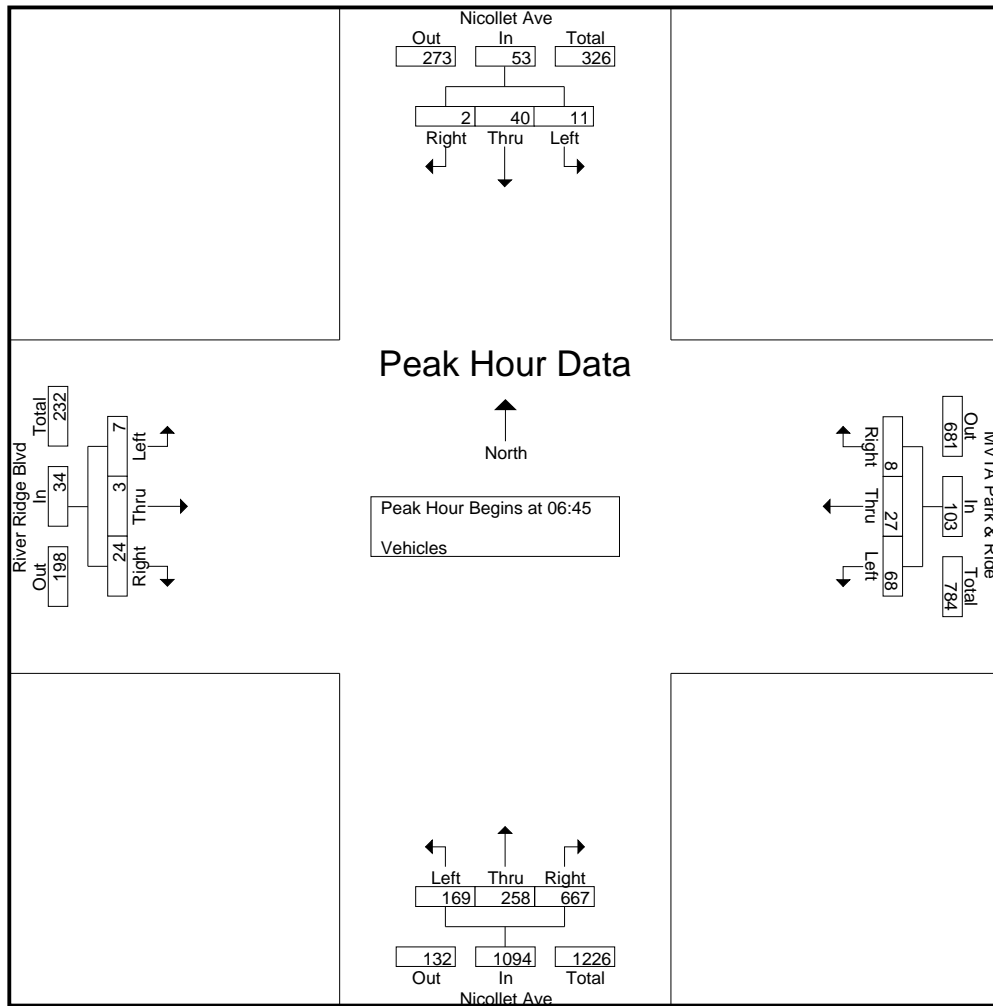 Nicollet Ave
Out In Total
273 53 326
2 40 11
Right Thru Left
Peak Hour Data
North
Peak Hour Begins at 06:45
Vehicles
River Ridge Blvd
Out In Total
198 34 232
7 3 24
Left Thru Right
MVTA Park & Ride
Out In Total
681 103 784
8 27 68
Right Thru Left
Left Thru Right
169 258 667
132 1094 1226
Out In Total
Nicollet Ave